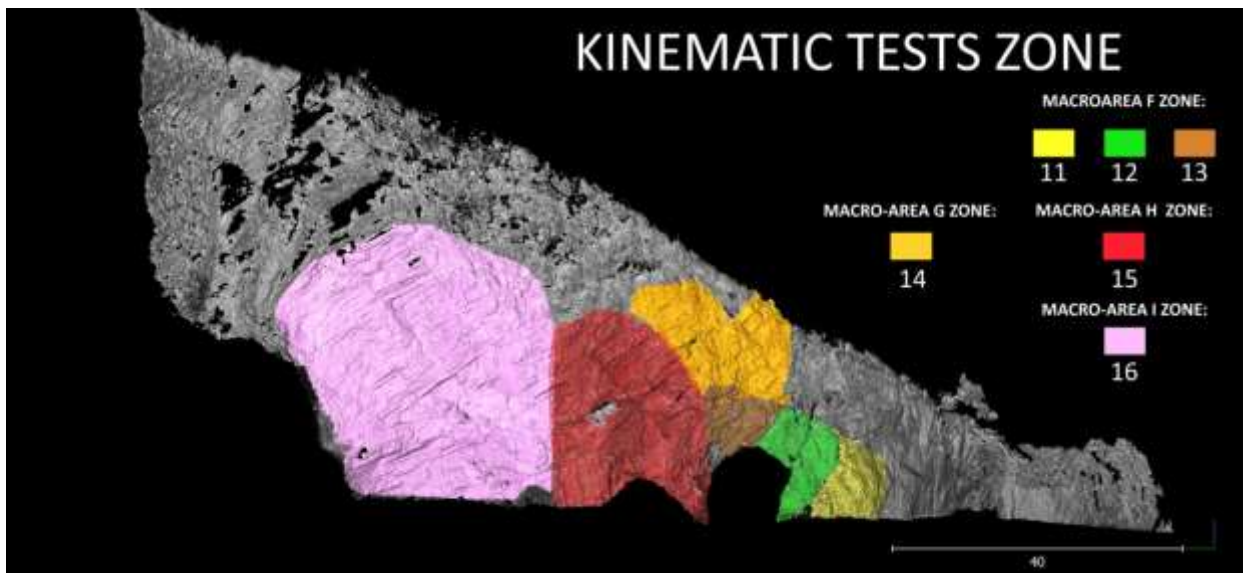 KINEMATIC TESTS ZONE
MACROAREA F ZONE:
11 12 13
MACRO-AREA G ZONE:
14
MACRO-AREA H ZONE:
15
MACRO-AREA I ZONE:
16
40